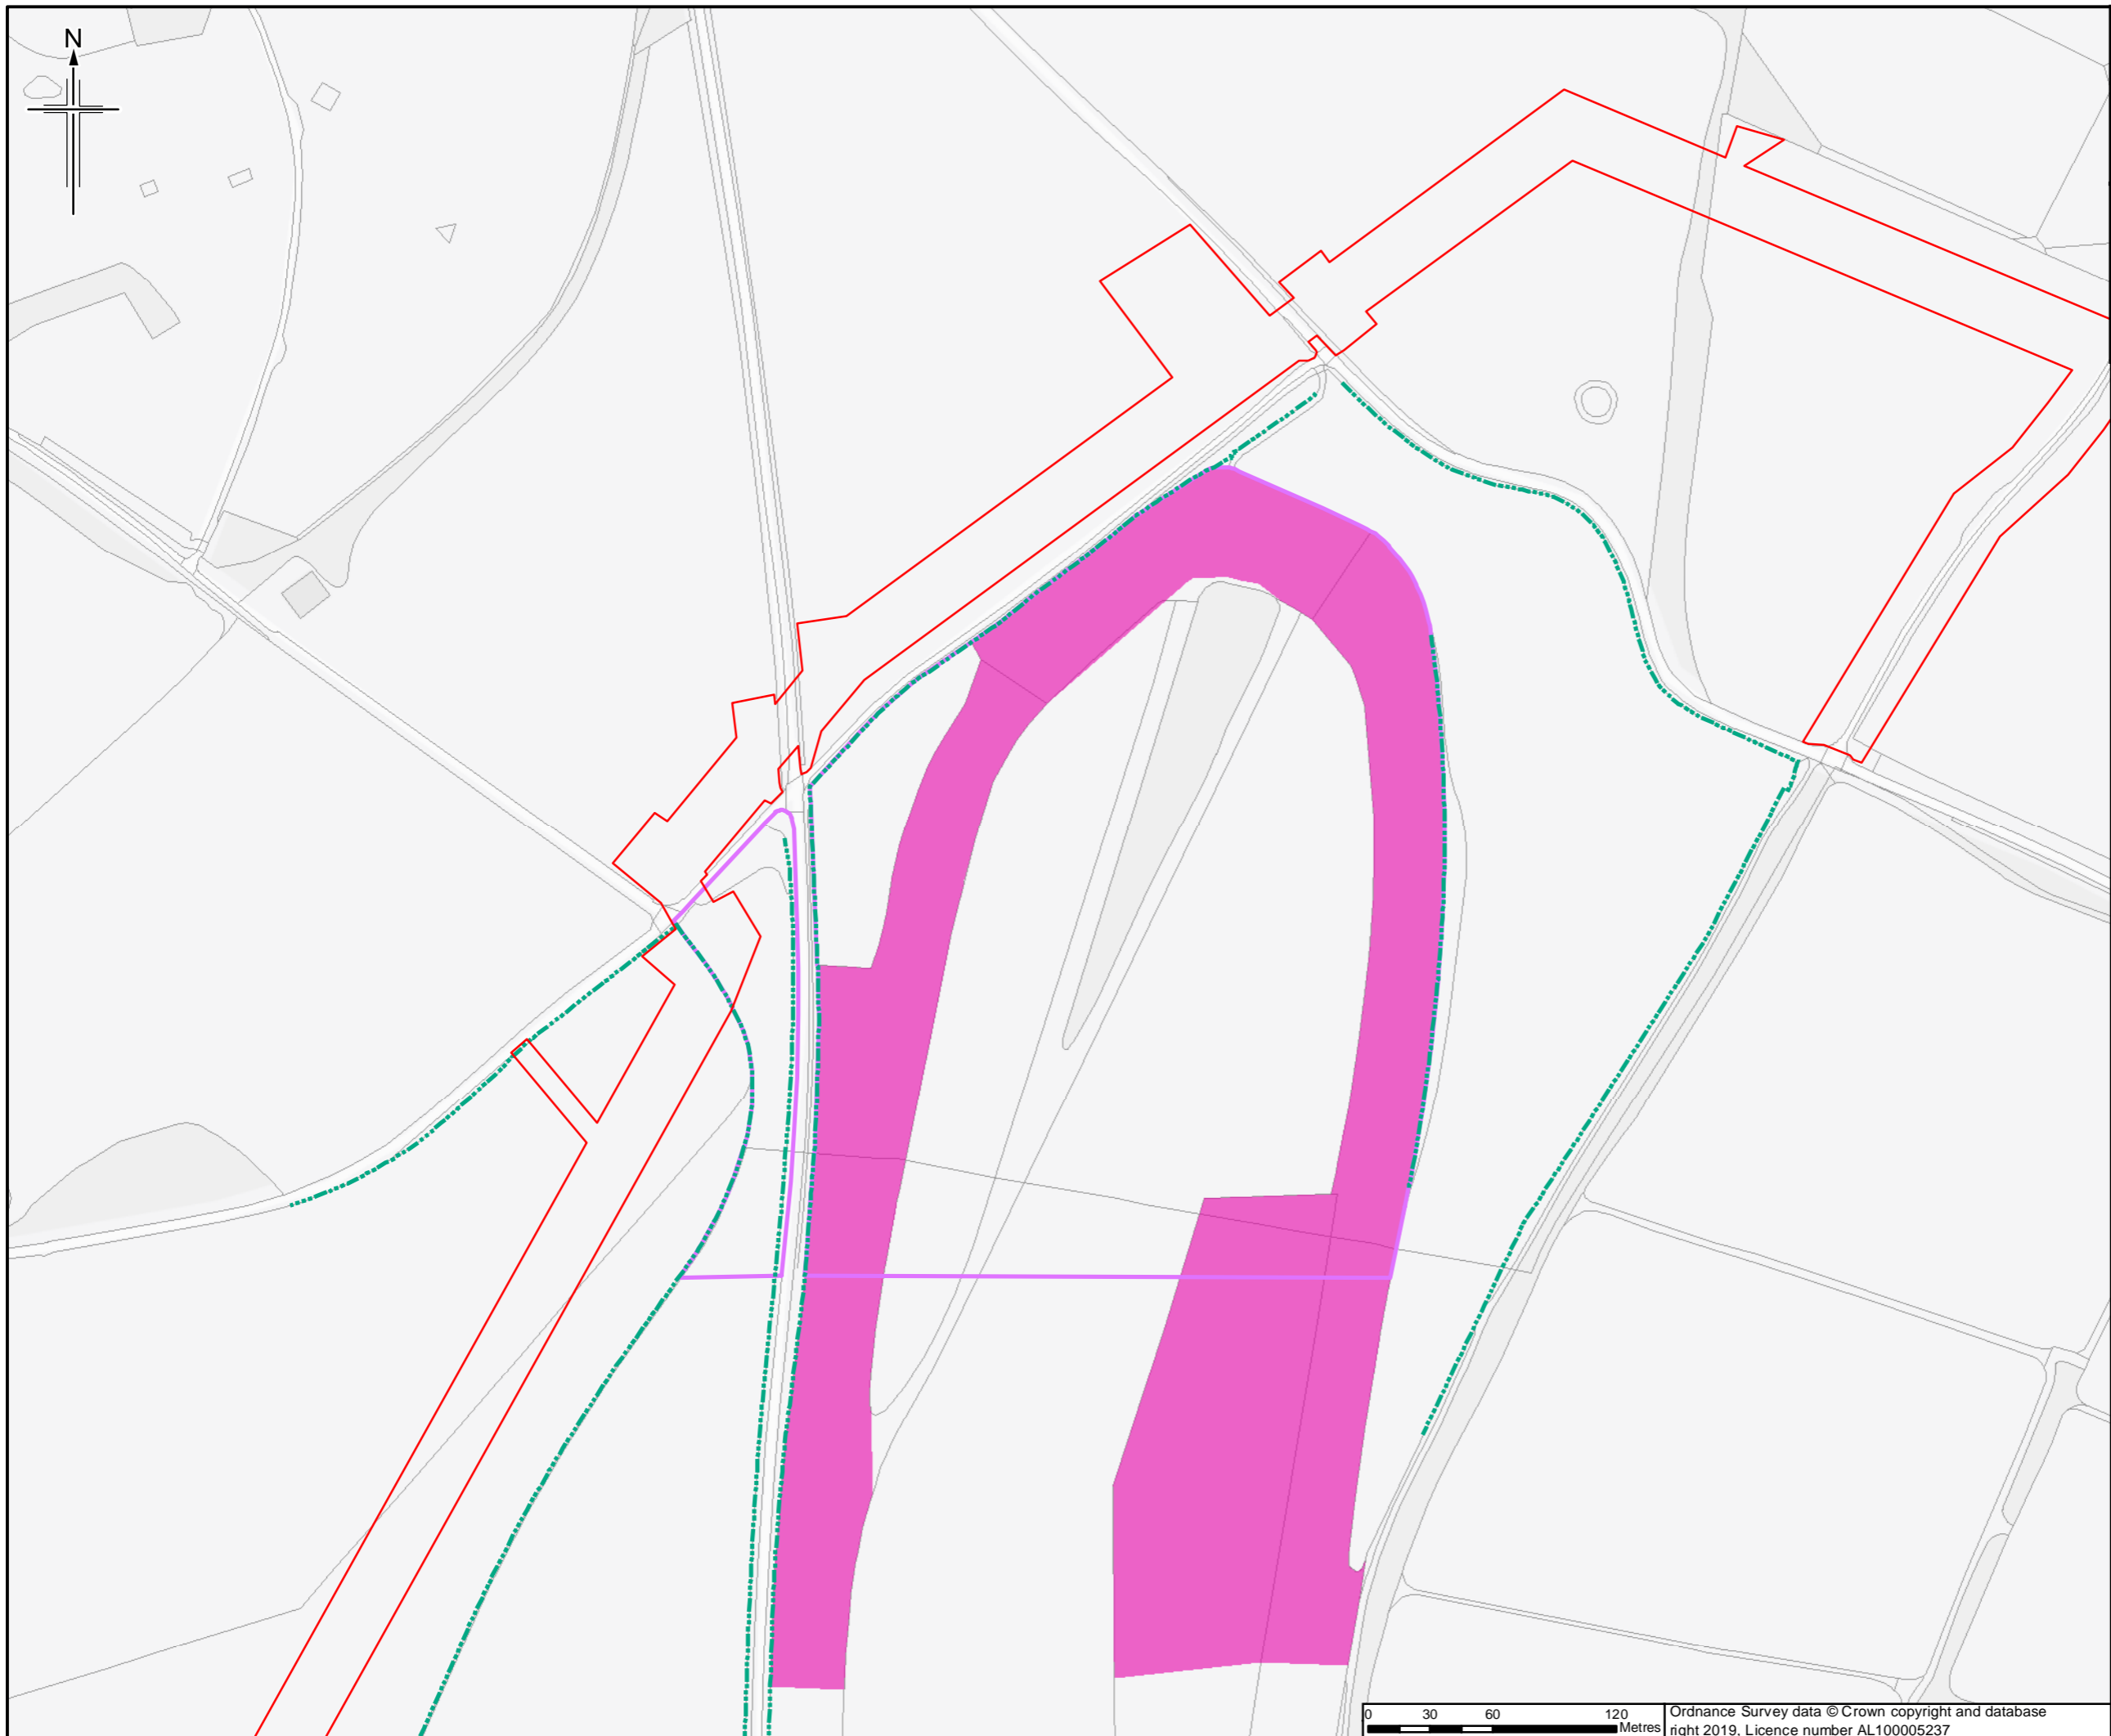 N
0 30 60 120
Metres
Ordnance Survey data © Crown copyright and database
right 2019. Licence number AL100005237